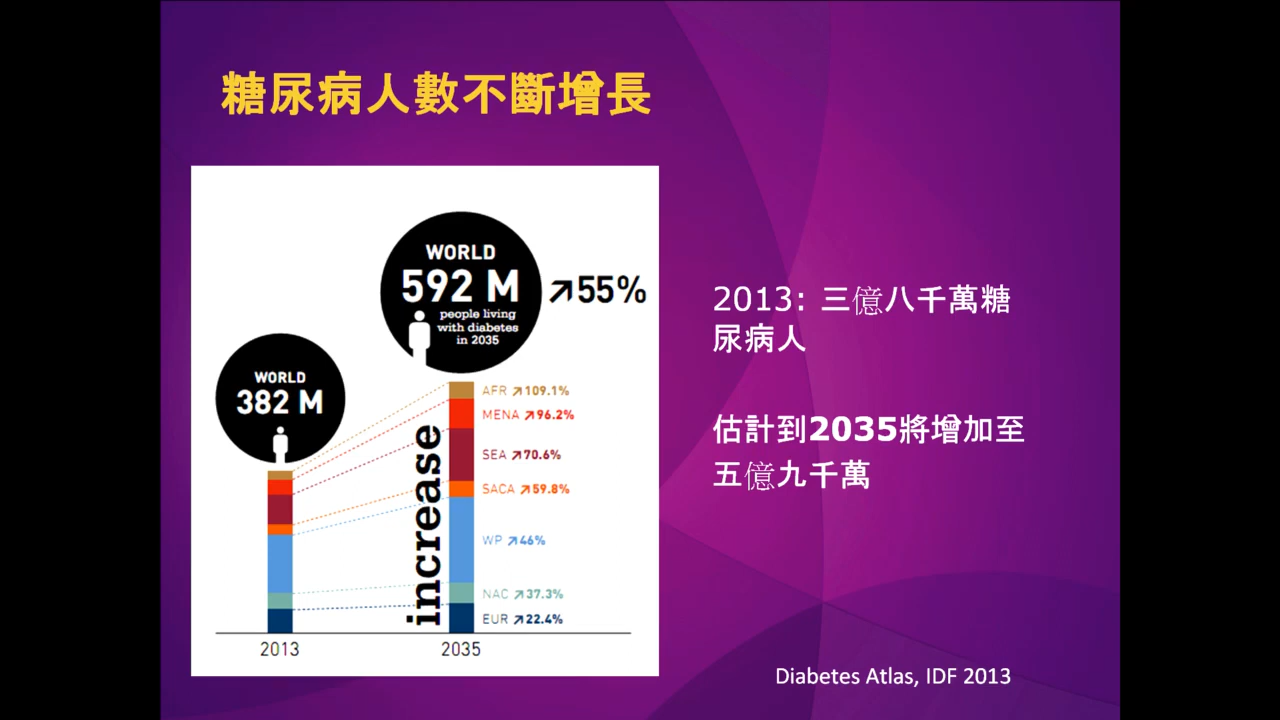 糖尿病人數不斷增長
WORLD
592 M
people living
with diabetes
in 2035
↗55%
WORLD
382 M
increase
AFR ↗109.1%
MENA ↗96.2%
SEA ↗70.6%
SACA ↗59.8%
WP ↗46%
NAC ↗37.3%
EUR ↗22.4%
2013
2035
2013: 三億八千萬糖
尿病人
估計到2035將增加至
五億九千萬
Diabetes Atlas, IDF 2013